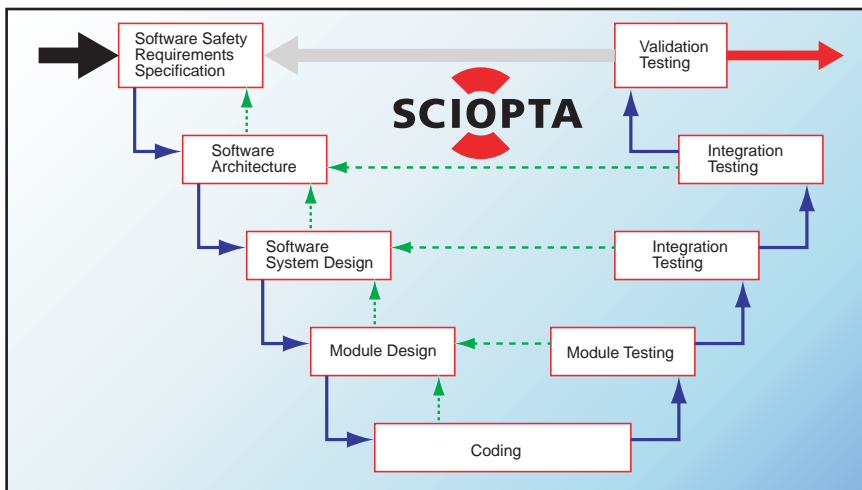 Software Safety
Requirements
Specification
Validation
Testing
SCIOPTA
Software
Architecture
Integration
Testing
Software
System Design
Integration
Testing
Module Design
Module Testing
Coding